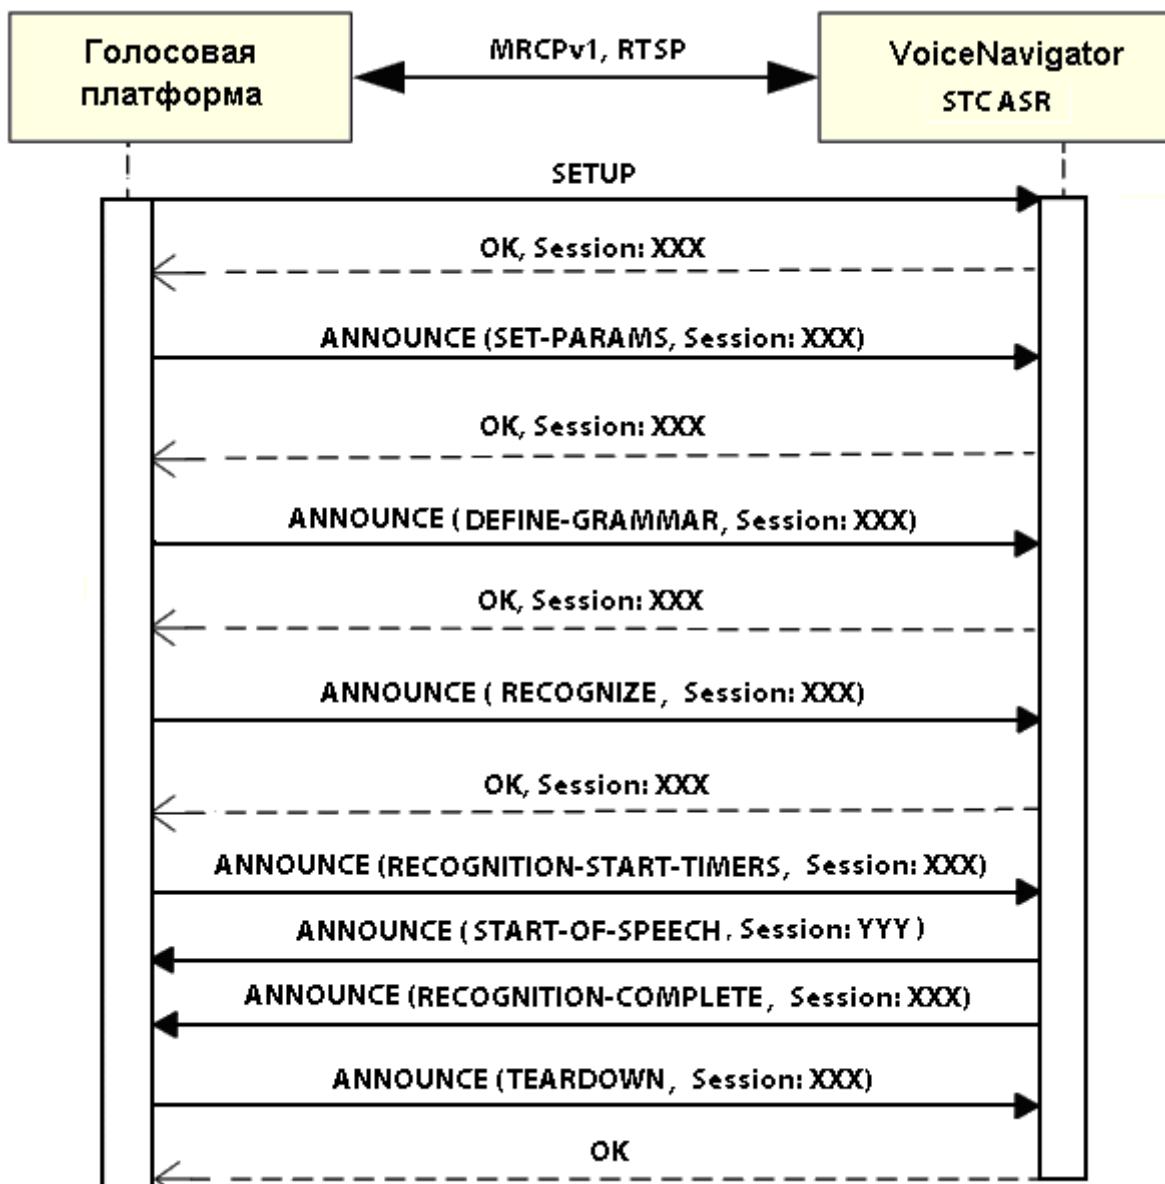 Голосовая
платформа
MRCPv1, RTSP
VoiceNavigator
STC ASR
SETUP
OK, Session: XXX
ANNOUNCE (SET-PARAMS, Session: XXX)
OK, Session: XXX
ANNOUNCE (DEFINE-GRAMMAR, Session: XXX)
OK, Session: XXX
ANNOUNCE ( RECOGNIZE, Session: XXX)
OK, Session: XXX
ANNOUNCE (RECOGNITION-START-TIMERS, Session: XXX)
ANNOUNCE (START-OF-SPEECH, Session: YYY)
ANNOUNCE (RECOGNITION-COMPLETE, Session: XXX)
ANNOUNCE (TEARDOWN, Session: XXX)
OK